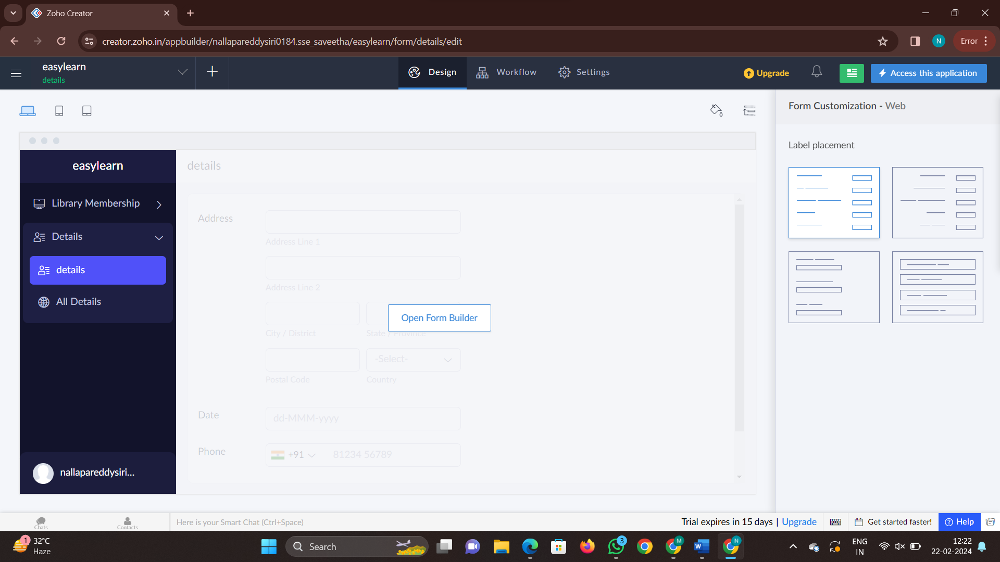 Zoho Creator
creator.zoho.in/appbuilder/nallapareddysiri0184.sse_saveetha/easylearn/form/details/edit
N
Error
easylearn
details
Design
Workflow
Settings
Upgrade
Access this application
Form Customization - Web
Label placement
easylearn
Library Membership
Details
details
All Details
nallapareddysiri...
details
Address
Address Line 1
Address Line 2
City / District
State / Province
Open Form Builder
-Select-
Postal Code
Country
Date
dd-MMM-yyyy
Phone
+91
81234 56789
Chats
Contacts
Here is your Smart Chat (Ctrl+Space)
Trial expires in 15 days | Upgrade
Get started faster!
? Help
1
32°C
Haze
Search
3
M
W
N
ENG
IN
12:22
22-02-2024